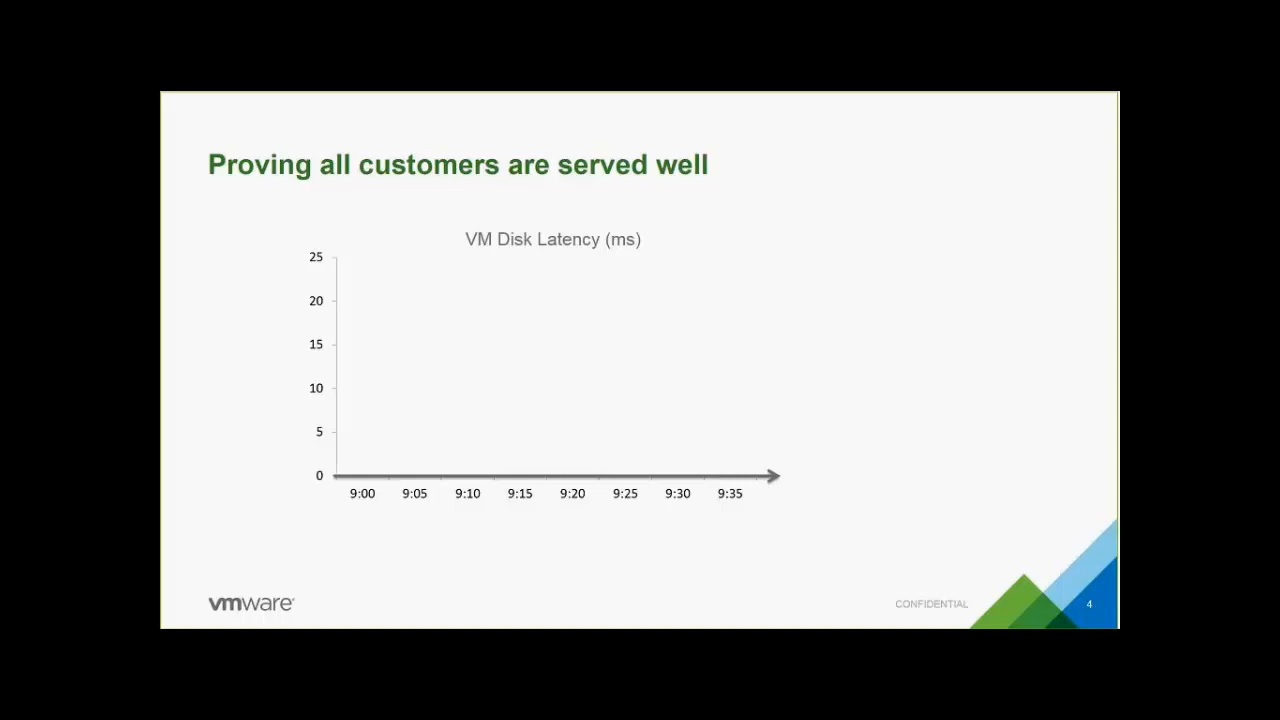 Proving all customers are served well
VM Disk Latency (ms)
25
20
15
10
5
0
9:00 9:05 9:10 9:15 9:20 9:25 9:30 9:35
vmware
CONFIDENTIAL 4